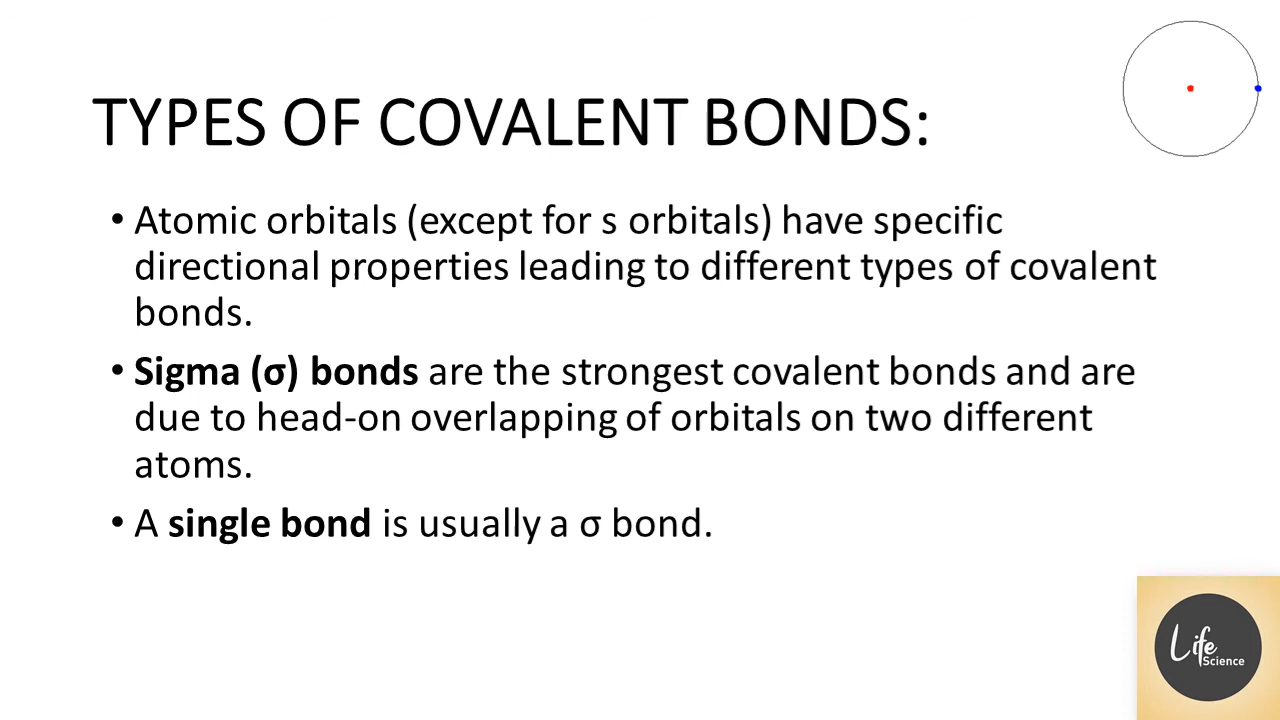 TYPES OF COVALENT BONDS:
• Atomic orbitals (except for s orbitals) have specific
directional properties leading to different types of covalent
bonds.
• Sigma (σ) bonds are the strongest covalent bonds and are
due to head-on overlapping of orbitals on two different
atoms.
• A single bond is usually a σ bond.
Life
Science